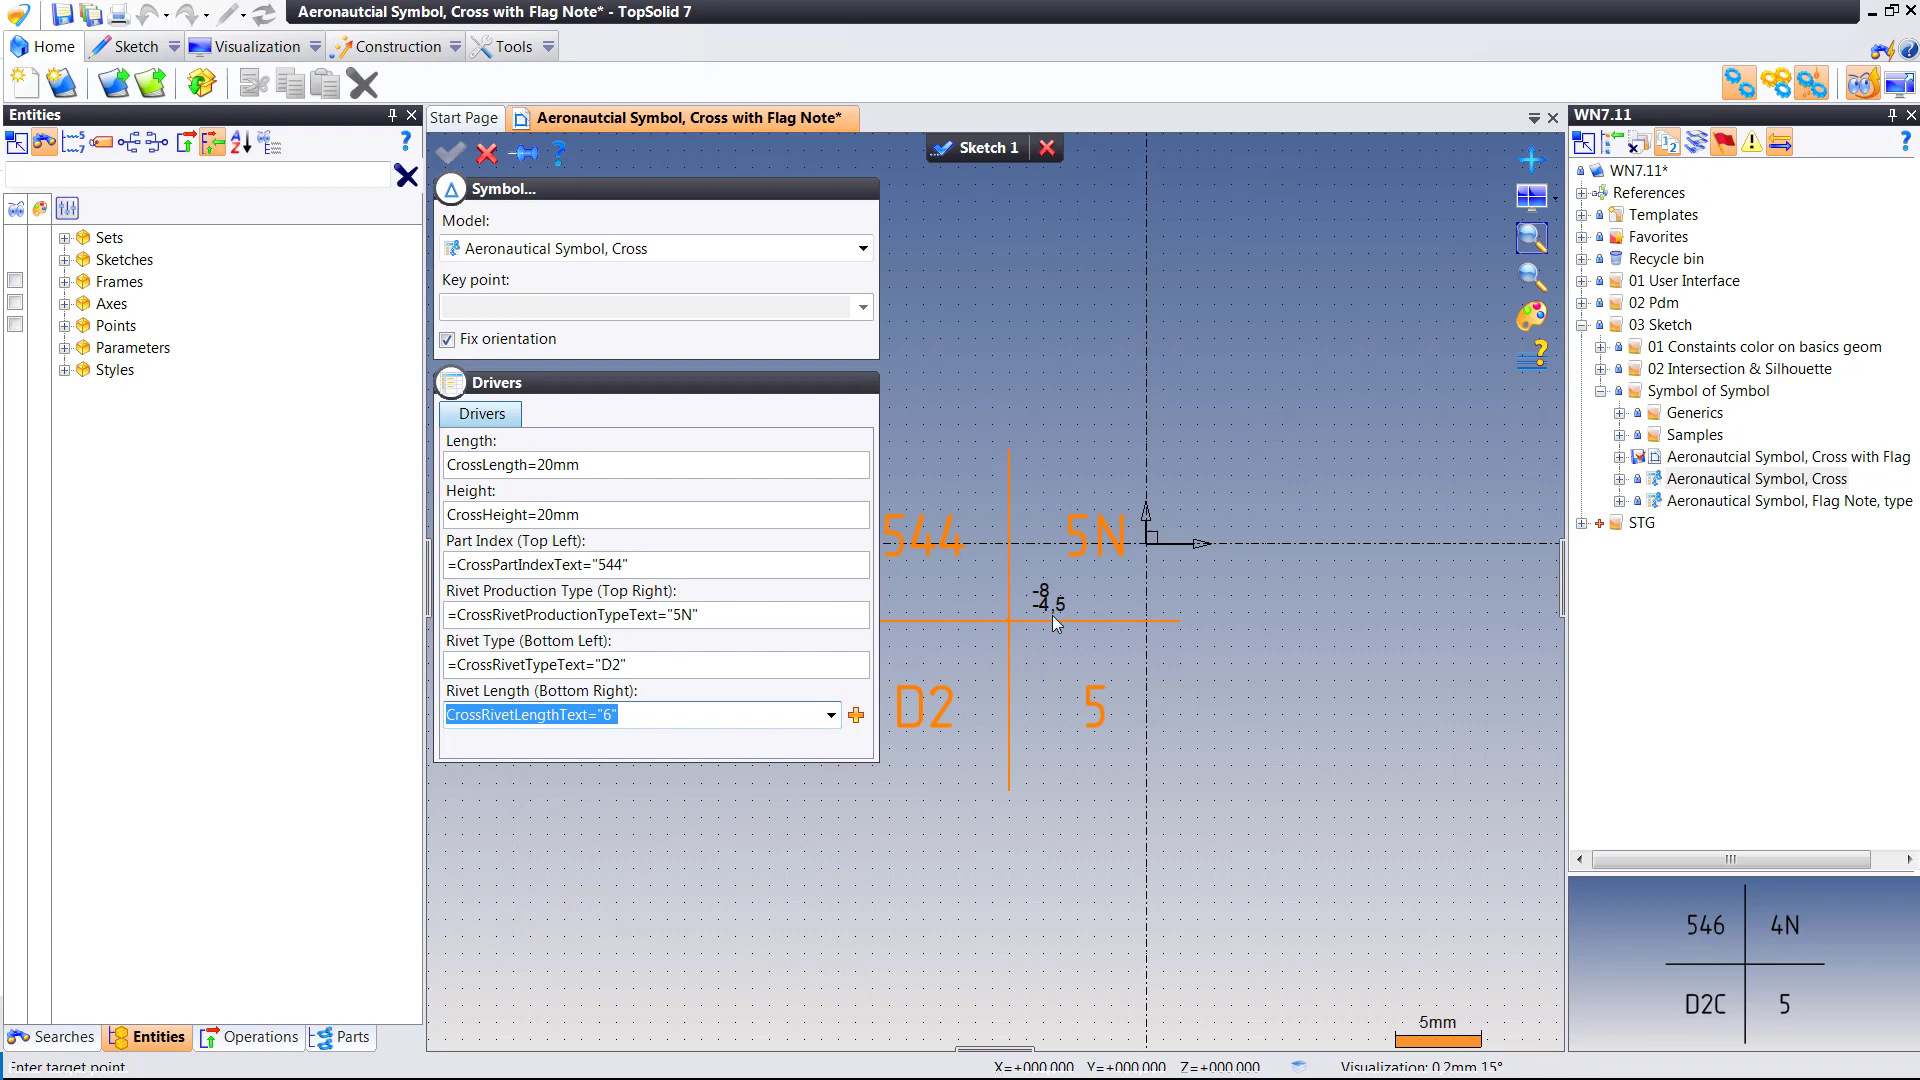 Aeronautcial Symbol, Cross with Flag Note* - TopSolid 7
Home
Sketch
Visualization
Construction
Tools
Entities
Sets
Sketches
Frames
Axes
Points
Parameters
Styles
Searches
Entities
Operations
Parts
Start Page
Aeronautcial Symbol, Cross with Flag Note*
Sketch 1
Symbol...
Model:
Aeronautical Symbol, Cross
Key point:
Fix orientation
Drivers
Drivers
Length:
CrossLength=20mm
Height:
CrossHeight=20mm
Part Index (Top Left):
=CrossPartIndexText="544"
Rivet Production Type (Top Right):
=CrossRivetProductionTypeText="5N"
Rivet Type (Bottom Left):
=CrossRivetTypeText="D2"
Rivet Length (Bottom Right):
CrossRivetLengthText="6"
544 5N
-8
-4,5
D2 5
5mm
WN7.11
WN7.11*
References
Templates
Favorites
Recycle bin
01 User Interface
02 Pdm
03 Sketch
01 Constaints color on basics geom
02 Intersection & Silhouette
Symbol of Symbol
Generics
Samples
Aeronautcial Symbol, Cross with Flag
Aeronautical Symbol, Cross
Aeronautical Symbol, Flag Note, type
STG
546 4N
D2C 5
Enter target point
X=+000,000 Y=+000,000 Z=+000,000
Visualization: 0,2mm 15°